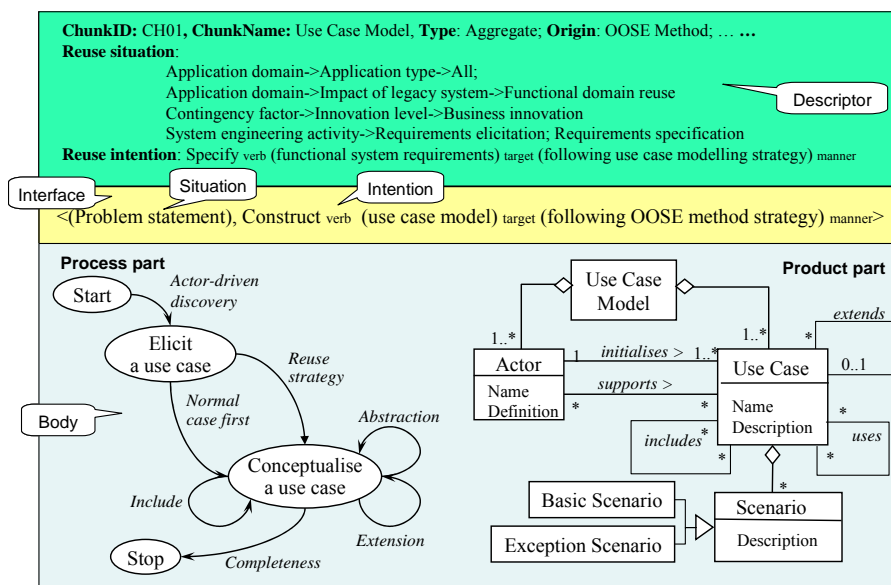 ChunkID: CH01, ChunkName: Use Case Model, Type: Aggregate; Origin: OOSE Method; … …
Reuse situation:
Application domain->Application type->All;
Application domain->Impact of legacy system->Functional domain reuse
Contingency factor->Innovation level->Business innovation
System engineering activity->Requirements elicitation; Requirements specification
Reuse intention: Specify verb (functional system requirements) target (following use case modelling strategy) manner
Descriptor
Interface
Situation
Intention
<(Problem statement), Construct verb (use case model) target (following OOSE method strategy) manner>
Process part
Start
Actor-driven
discovery
Elicit
a use case
Reuse
strategy
Normal
case first
Body
Abstraction
Conceptualise
a use case
Include
Extension
Completeness
Stop
Product part
Use Case
Model
1..*
1..*
*
extends
Actor
Name
Definition
1
initialises >
1..*
supports >
*
*
Use Case
Name
Description
0..1
includes
*
*
*
uses
*
*
Basic Scenario
Exception Scenario
Scenario
Description